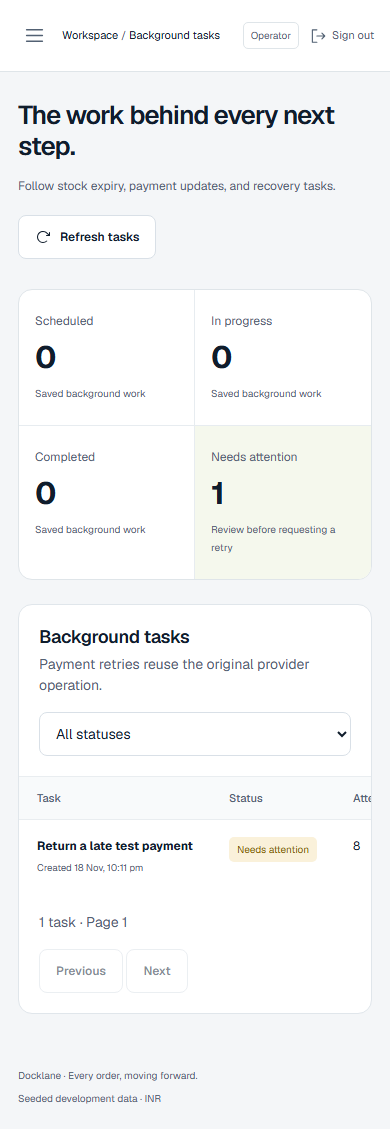 Workspace / Background tasks
Operator
Sign out
The work behind every next
step.
Follow stock expiry, payment updates, and recovery tasks.
Refresh tasks
Scheduled
0
Saved background work
In progress
0
Saved background work
Completed
0
Saved background work
Needs attention
1
Review before requesting a
retry
Background tasks
Payment retries reuse the original provider
operation.
All statuses
Task Status Atte
Return a late test payment
Created 18 Nov, 10:11 pm
Needs attention
8
1 task · Page 1
Previous Next
Docklane · Every order, moving forward.
Seeded development data · INR